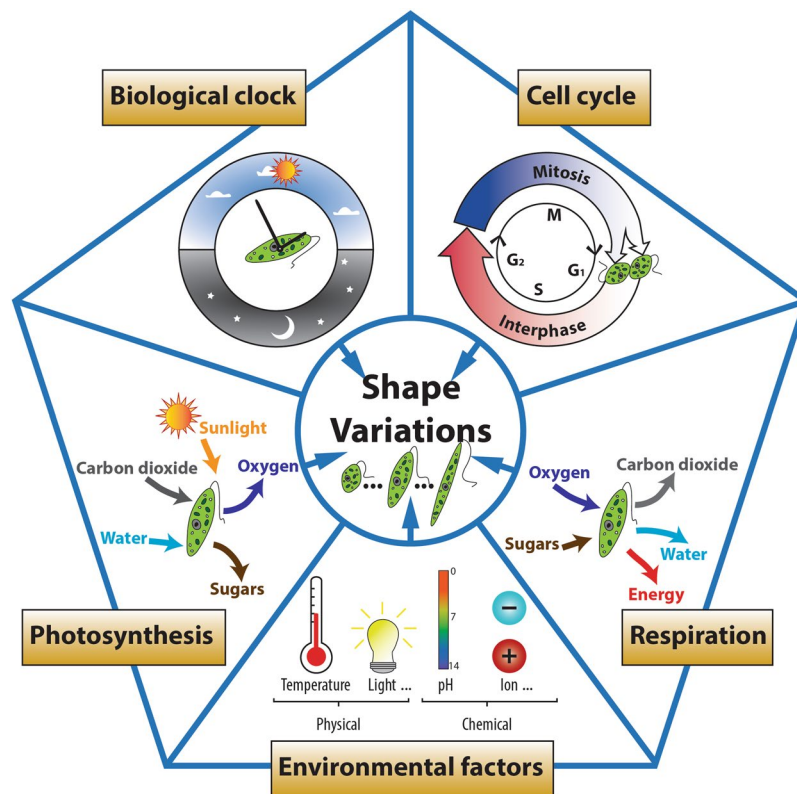 Biological clock
Cell cycle
Mitosis
M
G2
G1
S
Interphase
Shape
Variations
... ...
Sunlight
Carbon dioxide
Oxygen
Water
Sugars
Photosynthesis
Oxygen
Carbon dioxide
Sugars
Water
Energy
Respiration
0
7
14
− +
Temperature Light ... pH Ion ...
Physical Chemical
Environmental factors